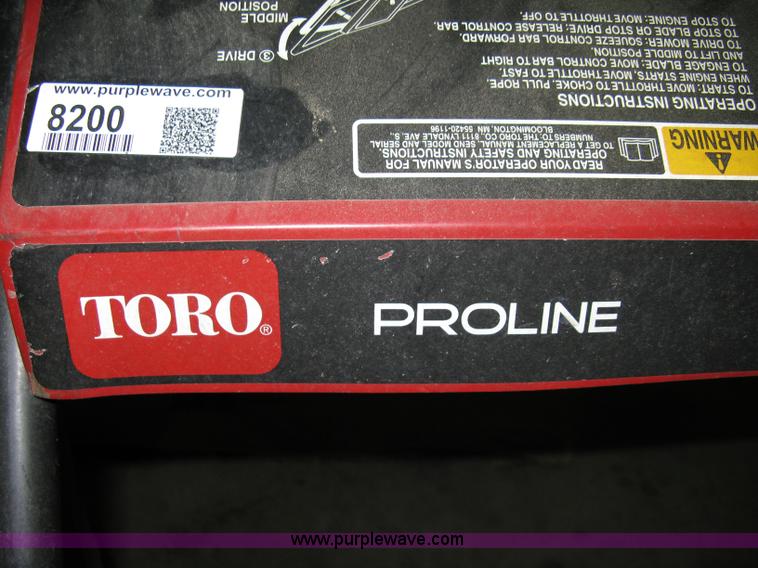 www.purplewave.com
8200
MIDDLE
POSITION
③ DRIVE
OPERATING INSTRUCTIONS
TO START: MOVE THROTTLE TO CHOKE. PULL ROPE.
WHEN ENGINE STARTS, MOVE THROTTLE TO FAST.
TO ENGAGE BLADE: MOVE CONTROL BAR TO RIGHT
AND LIFT TO MIDDLE POSITION.
TO DRIVE MOWER: SQUEEZE CONTROL BAR FORWARD.
TO STOP BLADE OR STOP DRIVE: RELEASE CONTROL BAR.
TO STOP ENGINE: MOVE THROTTLE TO OFF.
WARNING
READ YOUR OPERATOR'S MANUAL FOR
OPERATING AND SAFETY INSTRUCTIONS.
TO GET A REPLACEMENT MANUAL SEND MODEL AND SERIAL
NUMBERS TO: THE TORO CO., 8111 LYNDALE AVE S.,
BLOOMINGTON, MN 55420-1196
TORO®
PROLINE
www.purplewave.com